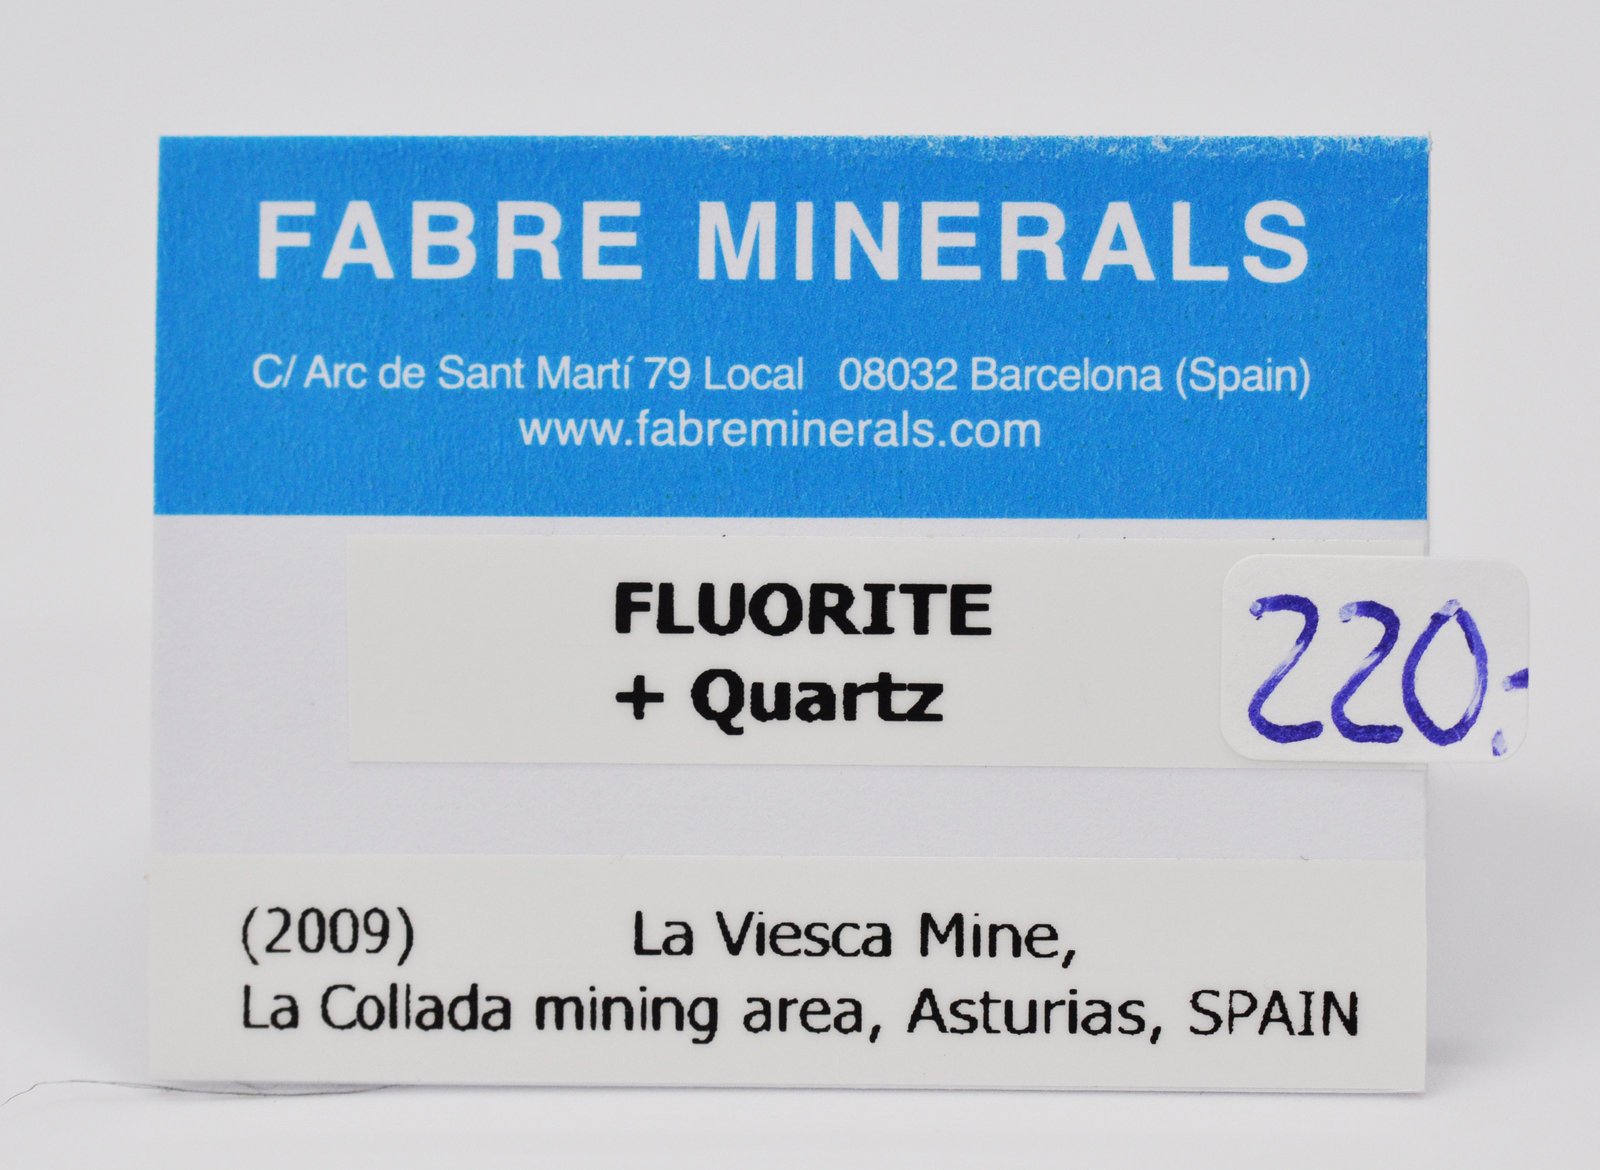 FABRE MINERALS
C/ Arc de Sant Martí 79 Local 08032 Barcelona (Spain)
www.fabreminerals.com
FLUORITE
+ Quartz
220.-
(2009) La Viesca Mine,
La Collada mining area, Asturias, SPAIN